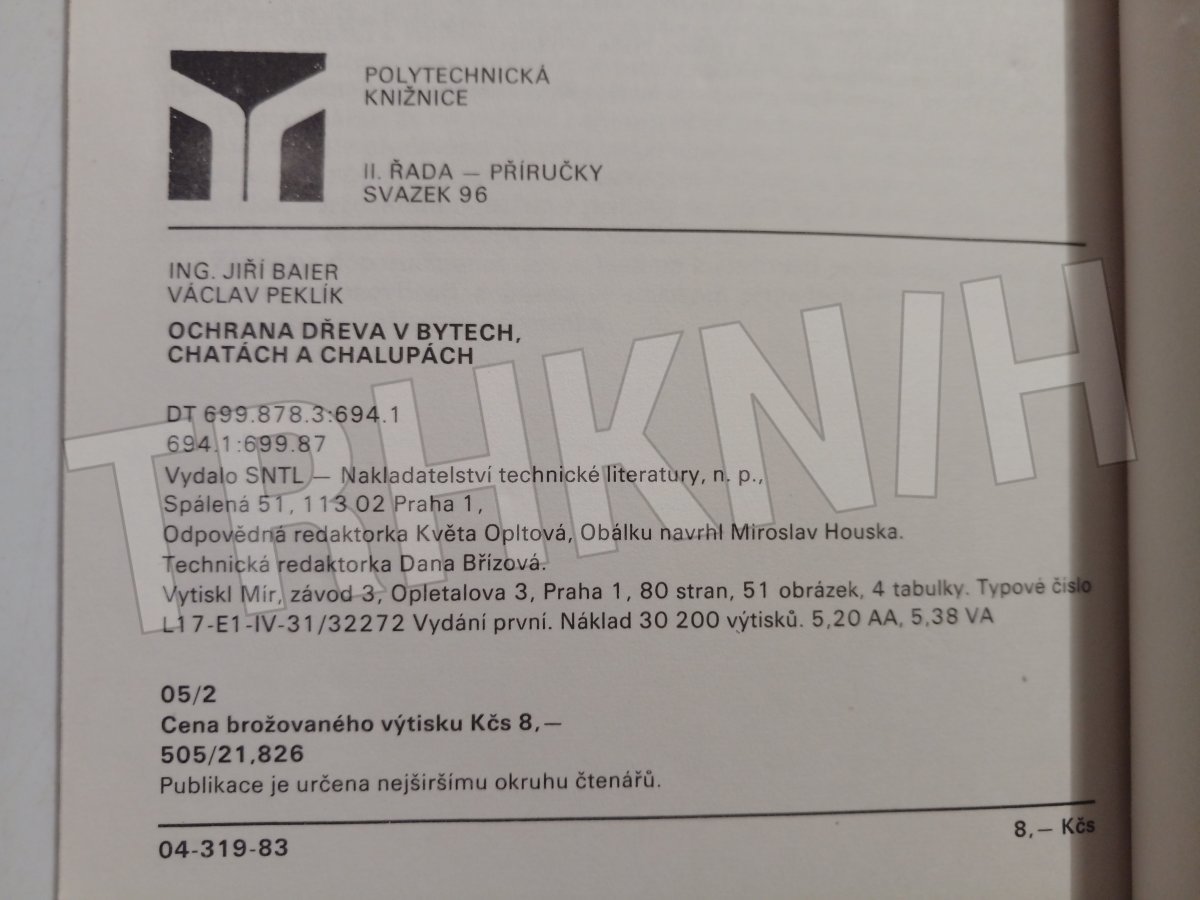 POLYTECHNICKÁ
KNIŽNICE
II. ŘADA — PŘÍRUČKY
SVAZEK 96
ING. JIŘÍ BAIER
VÁCLAV PEKLÍK
OCHRANA DŘEVA V BYTECH,
CHATÁCH A CHALUPÁCH
DT 699.878.3:694.1
694.1:699.87
Vydalo SNTL — Nakladatelství technické literatury, n. p.,
Spálená 51, 113 02 Praha 1,
Odpovědná redaktorka Květa Opltová, Obálku navrhl Miroslav Houska.
Technická redaktorka Dana Břízová.
Vytiskl Mír, závod 3, Opletalova 3, Praha 1, 80 stran, 51 obrázek, 4 tabulky. Typové číslo
L17-E1-IV-31/32272 Vydání první. Náklad 30 200 výtisků. 5,20 AA, 5,38 VA
05/2
Cena brožovaného výtisku Kčs 8,—
505/21,826
Publikace je určena nejširšímu okruhu čtenářů.
04-319-83
8,— Kčs
TRHKNIH